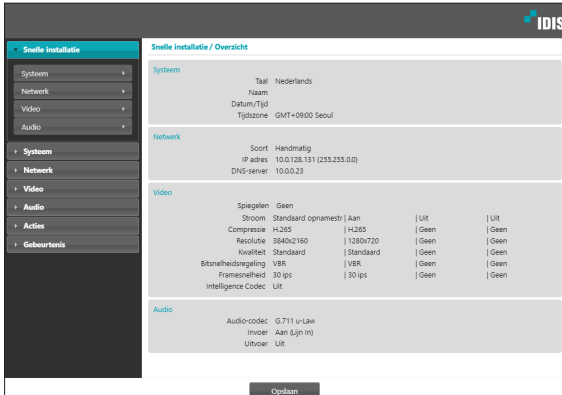 IDIS
Snelle installatie
Systeem
Netwerk
Video
Audio
Systeem
Netwerk
Video
Audio
Acties
Gebeurtenis
Snelle installatie / Overzicht
Systeem
Taal Nederlands
Naam
Datum/Tijd
Tijdszone GMT+09:00 Seoul
Netwerk
Soort Handmatig
IP adres 10.0.128.131 (255.255.0.0)
DNS-server 10.0.0.23
Video
Spiegelen Geen
Stroom Standaard opnamestr | Aan | Uit | Uit
Compressie H.265 | H.265 | Geen | Geen
Resolutie 3840x2160 | 1280x720 | Geen | Geen
Kwaliteit Standaard | Standaard | Geen | Geen
Bitsnelheidsregeling VBR | VBR | Geen | Geen
Framesnelheid 30 ips | 30 ips | Geen | Geen
Intelligence Codec Uit
Audio
Audio-codec G.711 u-Law
Invoer Aan (Lijn In)
Uitvoer Uit
Opslaan